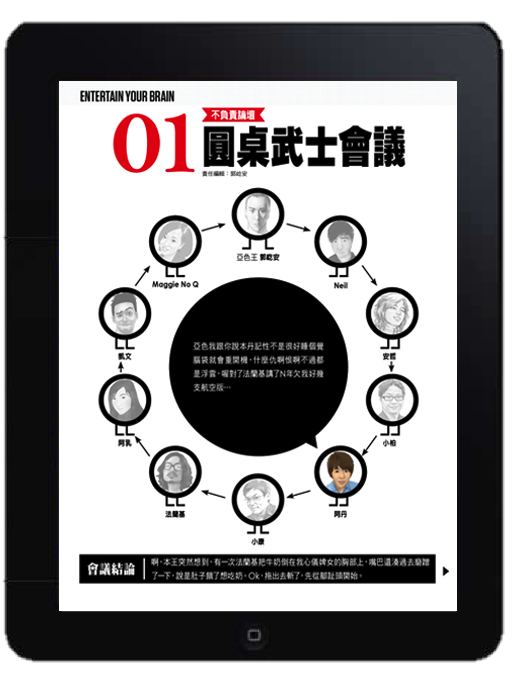 ENTERTAIN YOUR BRAIN
不負責論壇
01 圓桌武士會議
責任編輯：郭屹安
亞色王 郭屹安
Maggie No Q
Neil
凱文
安哲
亞色我跟你說本丹記性不是很好睡個覺
腦袋就會重開機，什麼仇啊恨啊不過都
是浮雲，喔對了法蘭基講了N年欠我好幾
支航空版…
阿乳
小柏
法蘭基
阿丹
小康
會議結論
啊，本王突然想到，有一次法蘭基把牛奶倒在我心儀婢女的胸部上，嘴巴還湊過去磨蹭
了一下，說是肚子餓了想吃奶。Ok，拖出去斬了，先從腳趾頭開始。